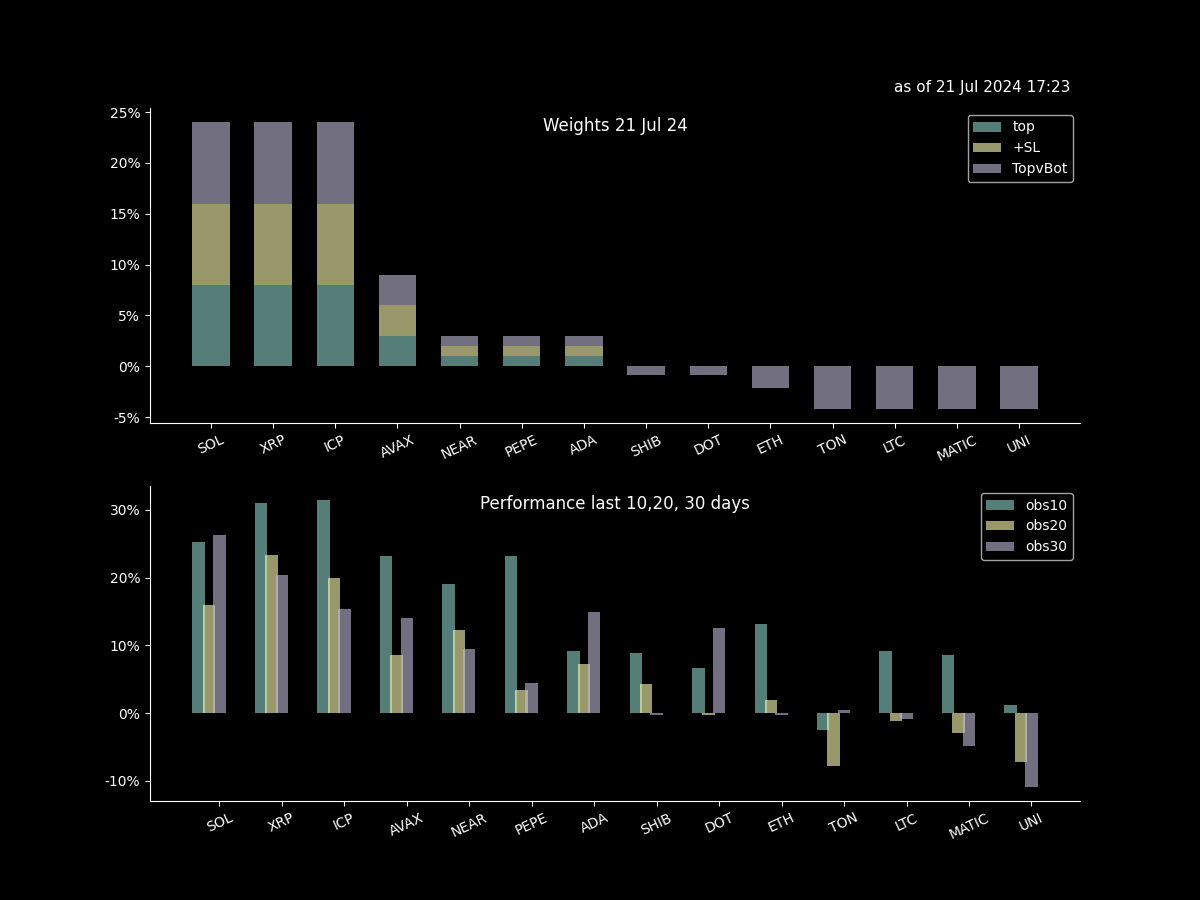 as of 21 Jul 2024 17:23
Weights 21 Jul 24
top
+SL
TopvBot
25%
20%
15%
10%
5%
0%
-5%
SOL XRP ICP AVAX NEAR PEPE ADA SHIB DOT ETH TON LTC MATIC UNI
Performance last 10,20, 30 days
obs10
obs20
obs30
30%
20%
10%
0%
-10%
SOL XRP ICP AVAX NEAR PEPE ADA SHIB DOT ETH TON LTC MATIC UNI